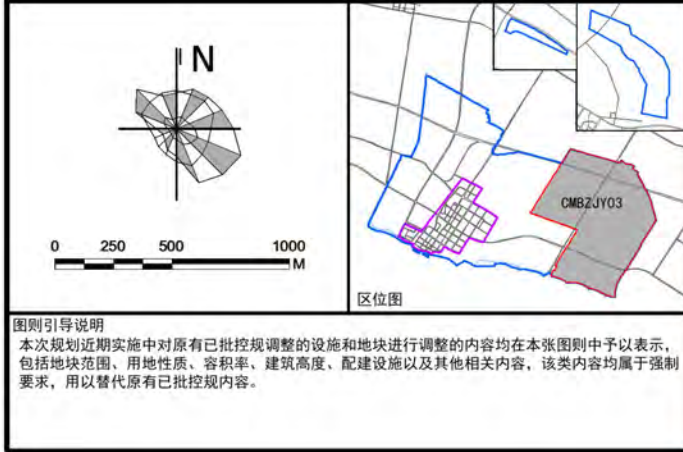 N
0 250 500 1000
M
CMBZJY03
区位图
图则引导说明
本次规划近期实施中对原有已批控规调整的设施和地块进行调整的内容均在本张图则中予以表示，
包括地块范围、用地性质、容积率、建筑高度、配建设施以及其他相关内容，该类内容均属于强制
要求，用以替代原有已批控规内容。